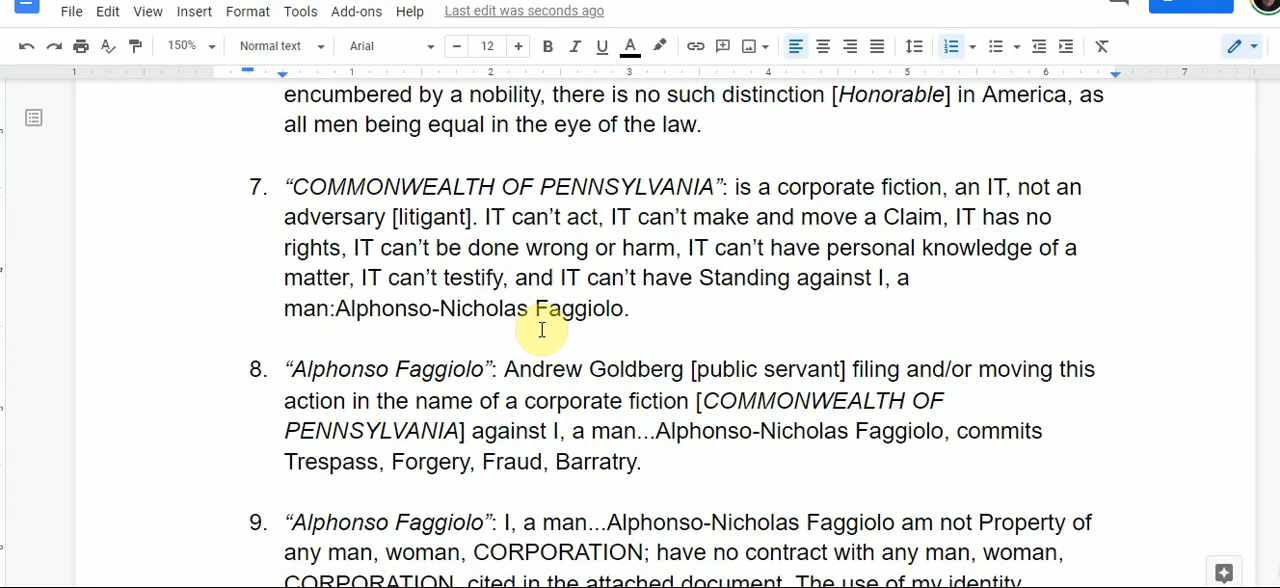 File Edit View Insert Format Tools Add-ons Help Last edit was seconds ago
150% Normal text Arial − 12 + B I U A
1 1 2 3 4 5 6 7
encumbered by a nobility, there is no such distinction [Honorable] in America, as
all men being equal in the eye of the law.
7. “COMMONWEALTH OF PENNSYLVANIA”: is a corporate fiction, an IT, not an
adversary [litigant]. IT can’t act, IT can’t make and move a Claim, IT has no
rights, IT can’t be done wrong or harm, IT can’t have personal knowledge of a
matter, IT can’t testify, and IT can’t have Standing against I, a
man:Alphonso-Nicholas Faggiolo.
8. “Alphonso Faggiolo”: Andrew Goldberg [public servant] filing and/or moving this
action in the name of a corporate fiction [COMMONWEALTH OF
PENNSYLVANIA] against I, a man...Alphonso-Nicholas Faggiolo, commits
Trespass, Forgery, Fraud, Barratry.
9. “Alphonso Faggiolo”: I, a man...Alphonso-Nicholas Faggiolo am not Property of
any man, woman, CORPORATION; have no contract with any man, woman,
CORPORATION, cited in the attached document. The use of my identity